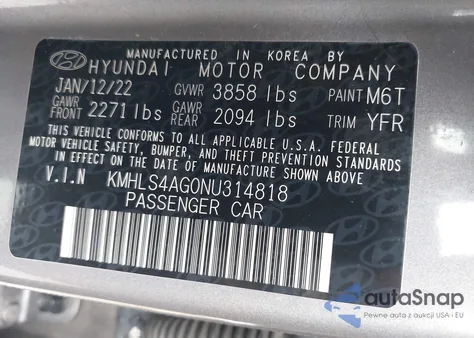 MANUFACTURED IN KOREA BY
HYUNDAI MOTOR COMPANY
JAN/12/22 GVWR 3858 lbs PAINT M6T
GAWR FRONT 2271 lbs GAWR REAR 2094 lbs TRIM YFR
THIS VEHICLE CONFORMS TO ALL APPLICABLE U.S.A. FEDERAL
MOTOR VEHICLE SAFETY, BUMPER, AND THEFT PREVENTION
STANDARDS IN EFFECT ON THE DATE OF MANUFACTURE SHOWN ABOVE.
V.I.N KMHLS4AG0NU314818
PASSENGER CAR
autoSnap
Pewne auta z aukcji USA i EU